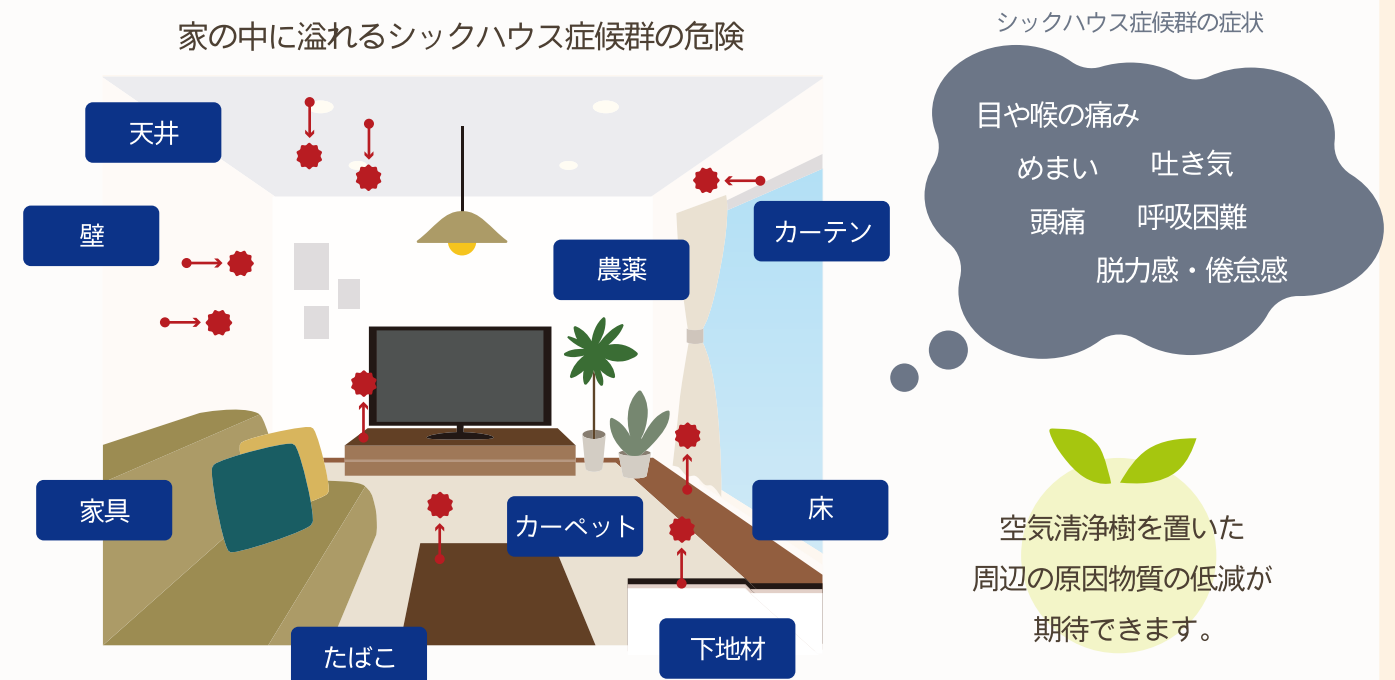 家の中に溢れるシックハウス症候群の危険
シックハウス症候群の症状
天井
壁
カーテン
農薬
家具
カーペット
床
たばこ
下地材
目や喉の痛み
めまい
吐き気
頭痛
呼吸困難
脱力感・倦怠感
空気清浄樹を置いた
周辺の原因物質の低減が
期待できます。